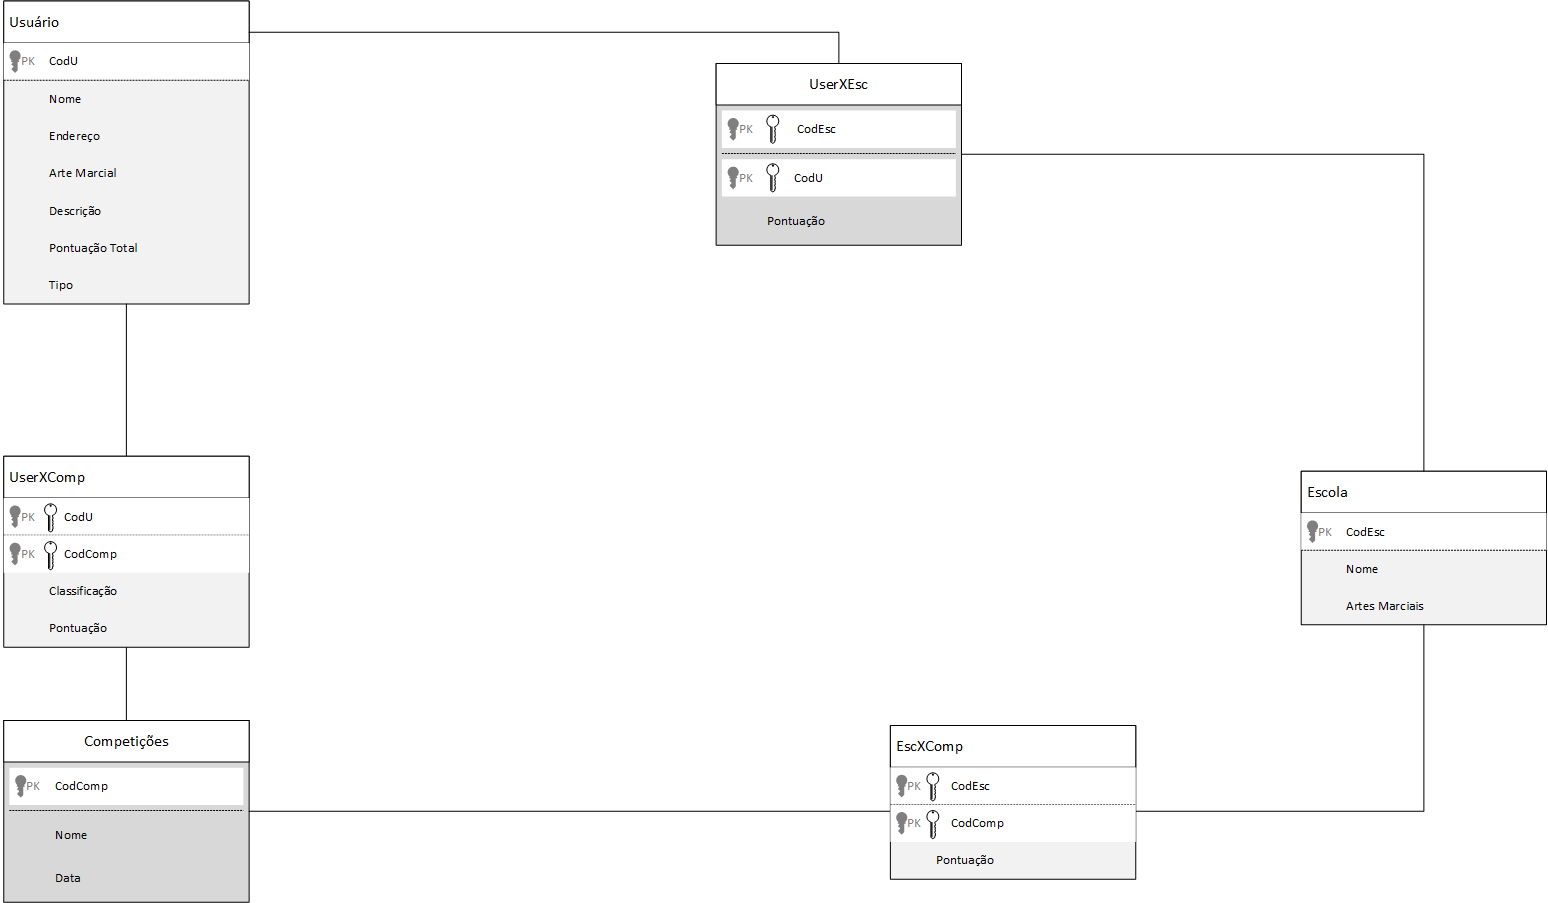 Usuário
PK CodU
Nome
Endereço
Arte Marcial
Descrição
Pontuação Total
Tipo
UserXEsc
PK CodEsc
PK CodU
Pontuação
UserXComp
PK CodU
PK CodComp
Classificação
Pontuação
Escola
PK CodEsc
Nome
Artes Marciais
Competições
PK CodComp
Nome
Data
EscXComp
PK CodEsc
PK CodComp
Pontuação